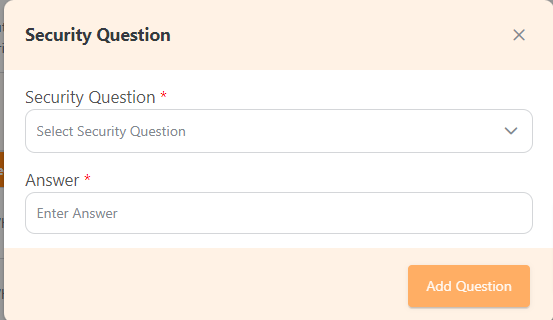 Security Question
Security Question *
Select Security Question
Answer *
Enter Answer
Add Question